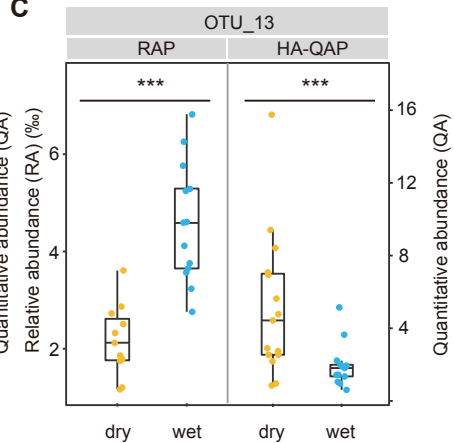 C
OTU_13
RAP HA-QAP
*** ***
Quantitative abundance (QA)
Relative abundance (RA) (‰)
6
4
2
16
12
8
4
Quantitative abundance (QA)
dry wet dry wet